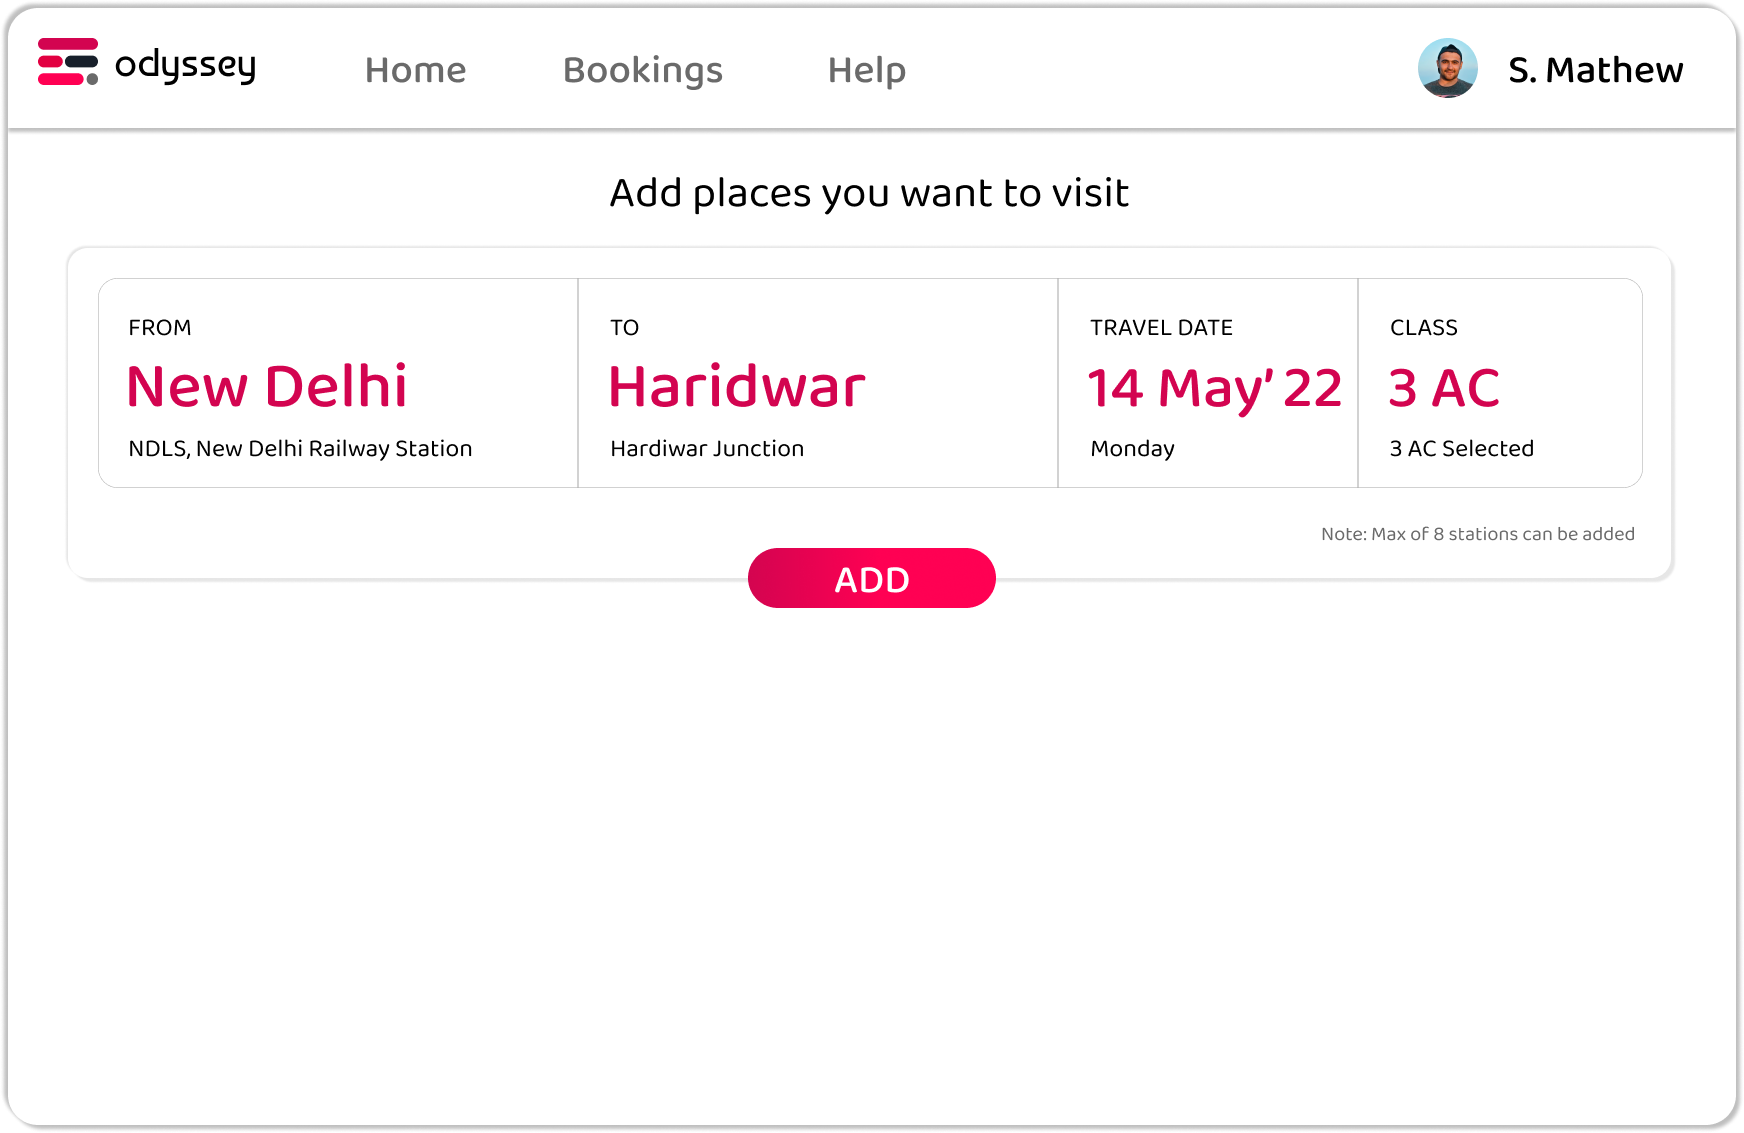 odyssey
Home
Bookings
Help
S. Mathew
Add places you want to visit
FROM
New Delhi
NDLS, New Delhi Railway Station
TO
Haridwar
Hardiwar Junction
TRAVEL DATE
14 May' 22
Monday
CLASS
3 AC
3 AC Selected
Note: Max of 8 stations can be added
ADD